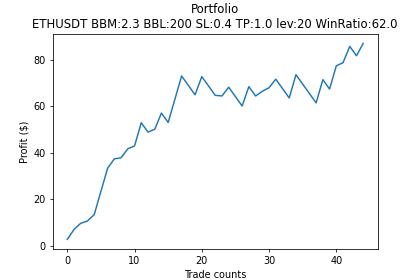 Portfolio
ETHUSDT BBM:2.3 BBL:200 SL:0.4 TP:1.0 lev:20 WinRatio:62.0
80
60
40
20
0
Profit ($)
0 10 20 30 40
Trade counts